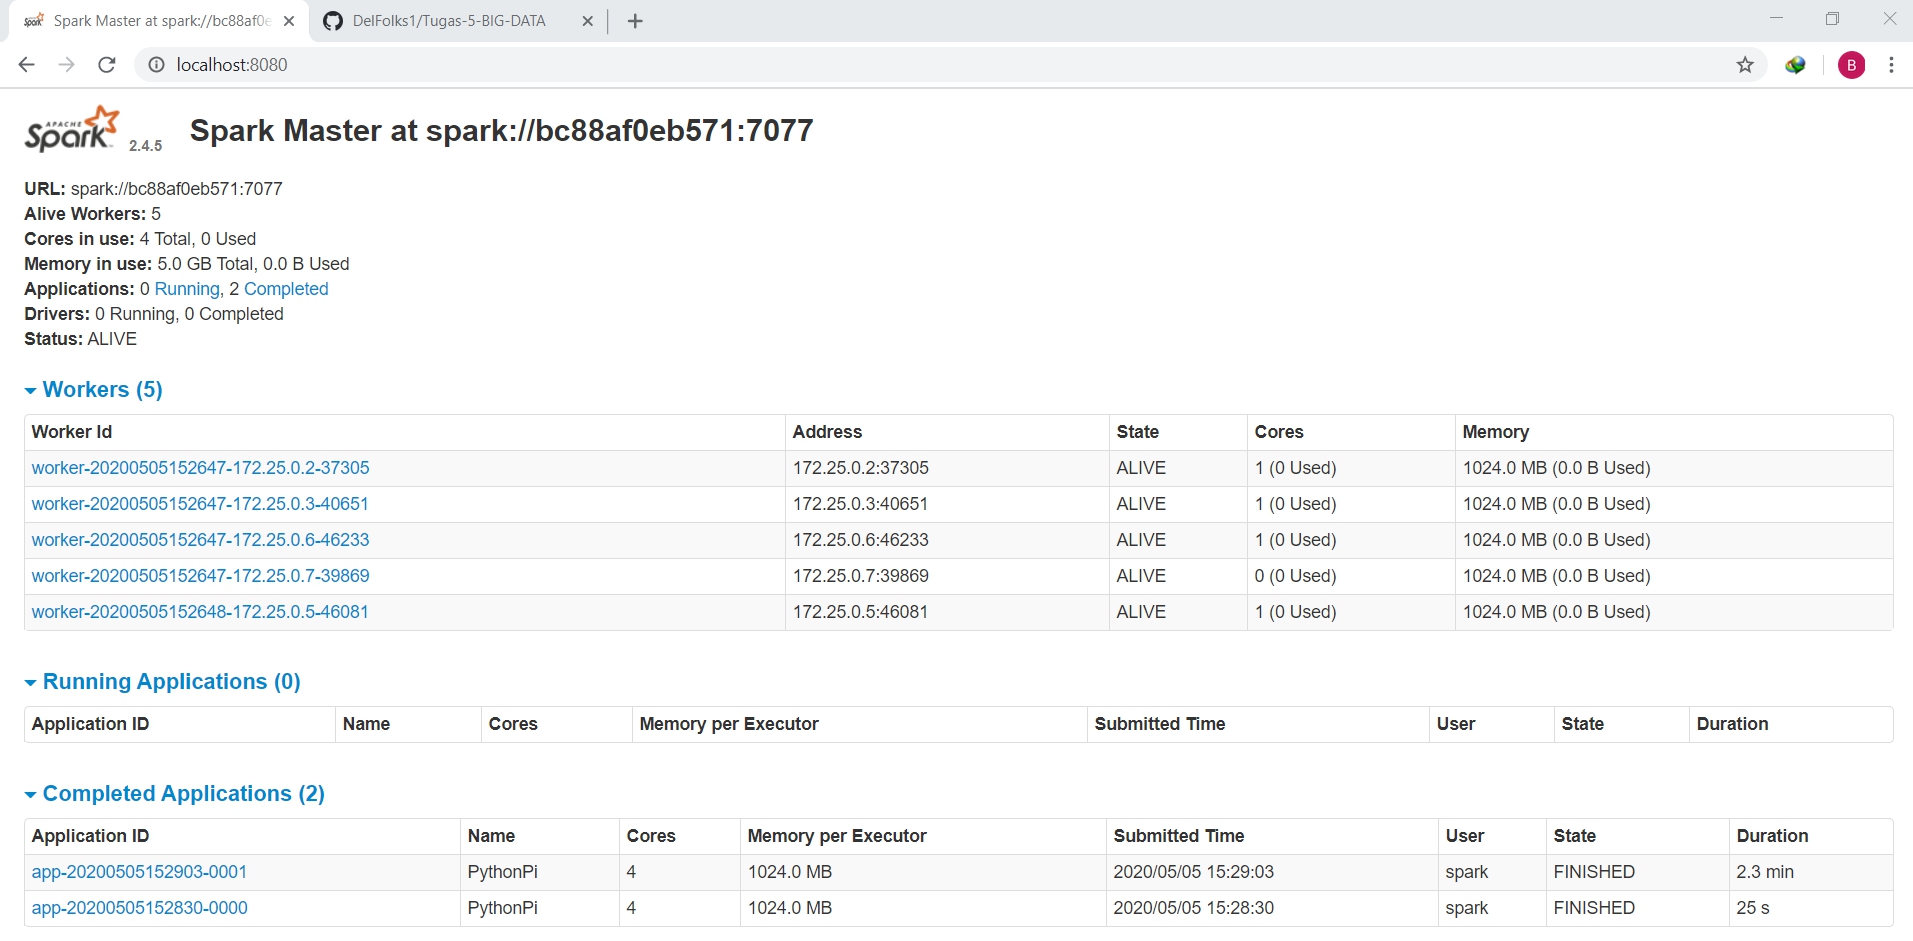 Spark Master at spark://bc88af0e
DelFolks1/Tugas-5-BIG-DATA
localhost:8080
B
APACHE Spark 2.4.5
Spark Master at spark://bc88af0eb571:7077
URL: spark://bc88af0eb571:7077
Alive Workers: 5
Cores in use: 4 Total, 0 Used
Memory in use: 5.0 GB Total, 0.0 B Used
Applications: 0 Running, 2 Completed
Drivers: 0 Running, 0 Completed
Status: ALIVE
Workers (5)
Worker Id Address State Cores Memory
worker-20200505152647-172.25.0.2-37305 172.25.0.2:37305 ALIVE 1 (0 Used) 1024.0 MB (0.0 B Used)
worker-20200505152647-172.25.0.3-40651 172.25.0.3:40651 ALIVE 1 (0 Used) 1024.0 MB (0.0 B Used)
worker-20200505152647-172.25.0.6-46233 172.25.0.6:46233 ALIVE 1 (0 Used) 1024.0 MB (0.0 B Used)
worker-20200505152647-172.25.0.7-39869 172.25.0.7:39869 ALIVE 0 (0 Used) 1024.0 MB (0.0 B Used)
worker-20200505152648-172.25.0.5-46081 172.25.0.5:46081 ALIVE 1 (0 Used) 1024.0 MB (0.0 B Used)
Running Applications (0)
Application ID Name Cores Memory per Executor Submitted Time User State Duration
Completed Applications (2)
Application ID Name Cores Memory per Executor Submitted Time User State Duration
app-20200505152903-0001 PythonPi 4 1024.0 MB 2020/05/05 15:29:03 spark FINISHED 2.3 min
app-20200505152830-0000 PythonPi 4 1024.0 MB 2020/05/05 15:28:30 spark FINISHED 25 s